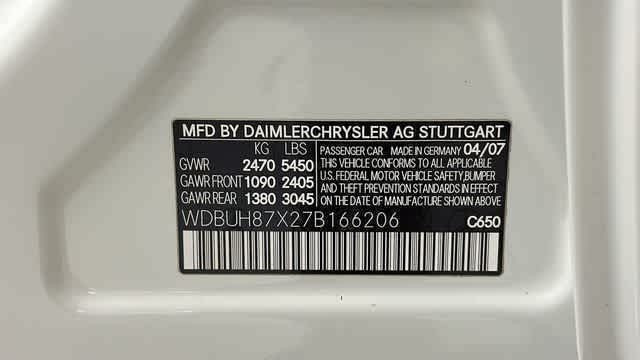 MFD BY DAIMLERCHRYSLER AG STUTTGART
KG LBS PASSENGER CAR MADE IN GERMANY 04/07
GVWR 2470 5450 THIS VEHICLE CONFORMS TO ALL APPLICABLE
GAWR FRONT 1090 2405 U.S. FEDERAL MOTOR VEHICLE SAFETY, BUMPER
AND THEFT PREVENTION STANDARDS IN EFFECT
GAWR REAR 1380 3045 ON THE DATE OF MANUFACTURE SHOWN ABOVE
WDBUH87X27B166206 C650